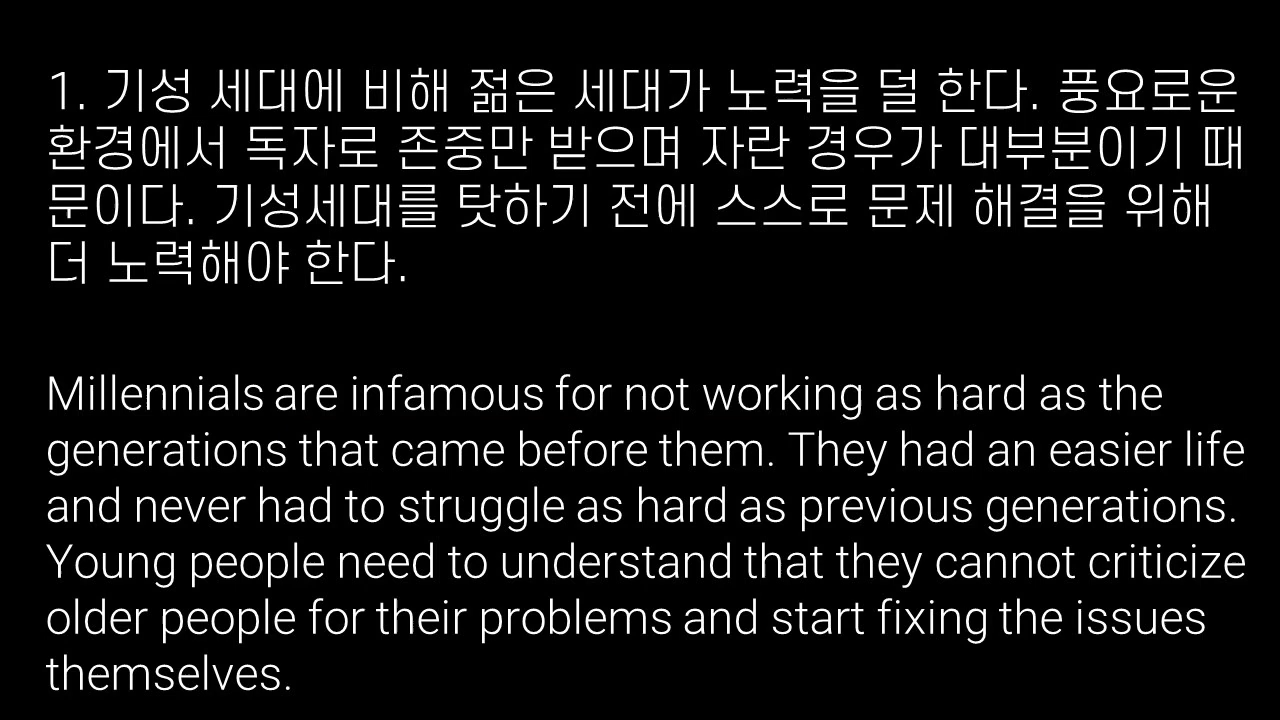 1. 기성 세대에 비해 젊은 세대가 노력을 덜 한다. 풍요로운
환경에서 독자로 존중만 받으며 자란 경우가 대부분이기 때
문이다. 기성세대를 탓하기 전에 스스로 문제 해결을 위해
더 노력해야 한다.
Millennials are infamous for not working as hard as the
generations that came before them. They had an easier life
and never had to struggle as hard as previous generations.
Young people need to understand that they cannot criticize
older people for their problems and start fixing the issues
themselves.